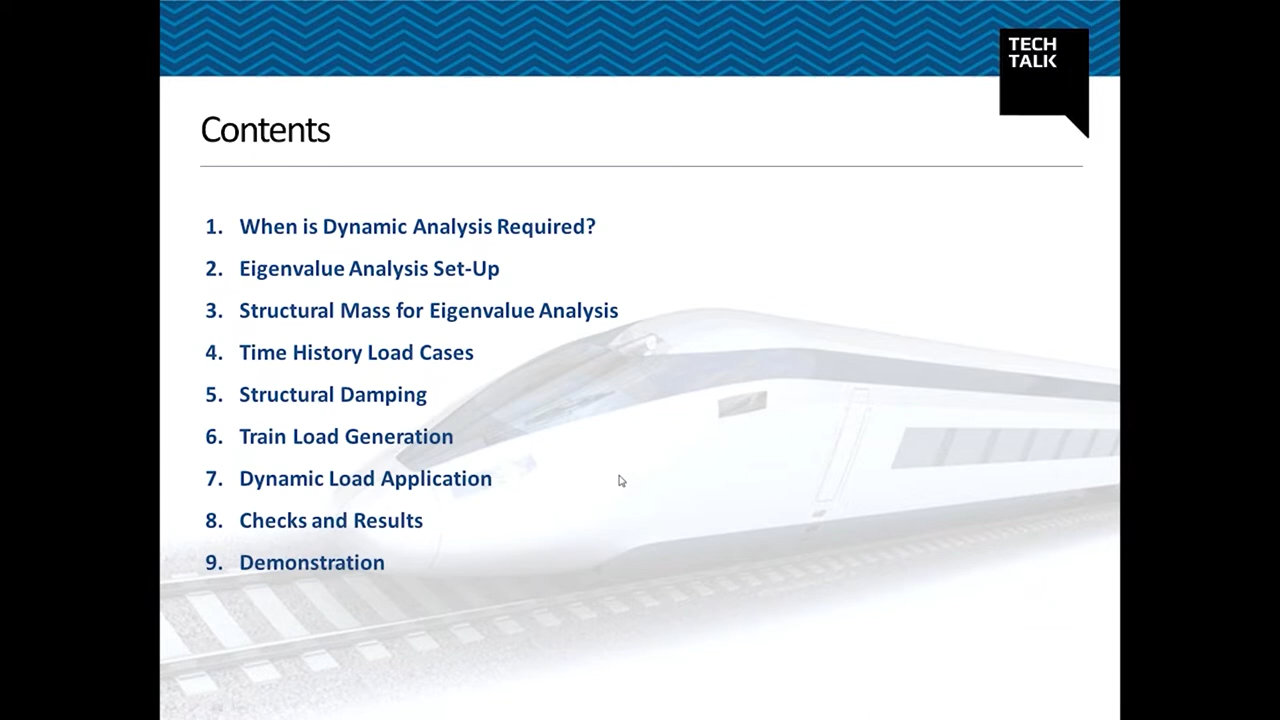 TECH
TALK
Contents
1. When is Dynamic Analysis Required?
2. Eigenvalue Analysis Set-Up
3. Structural Mass for Eigenvalue Analysis
4. Time History Load Cases
5. Structural Damping
6. Train Load Generation
7. Dynamic Load Application
8. Checks and Results
9. Demonstration